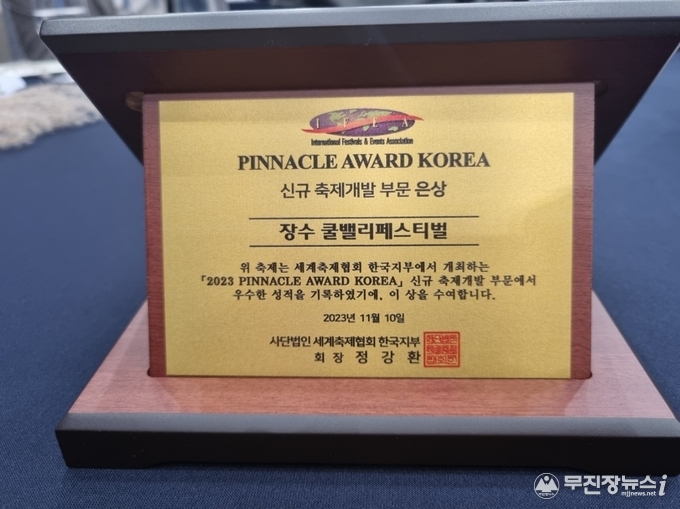 I F E A
International Festivals & Events Association
PINNACLE AWARD KOREA
신규 축제개발 부문 은상
장수 쿨밸리페스티벌
위 축제는 세계축제협회 한국지부에서 개최하는
「2023 PINNACLE AWARD KOREA」 신규 축제개발 부문에서
우수한 성적을 기록하였기에, 이 상을 수여합니다.
2023년 11월 10일
사단법인 세계축제협회 한국지부
회 장 정 강 환
무진장뉴스i
mjjnews.net